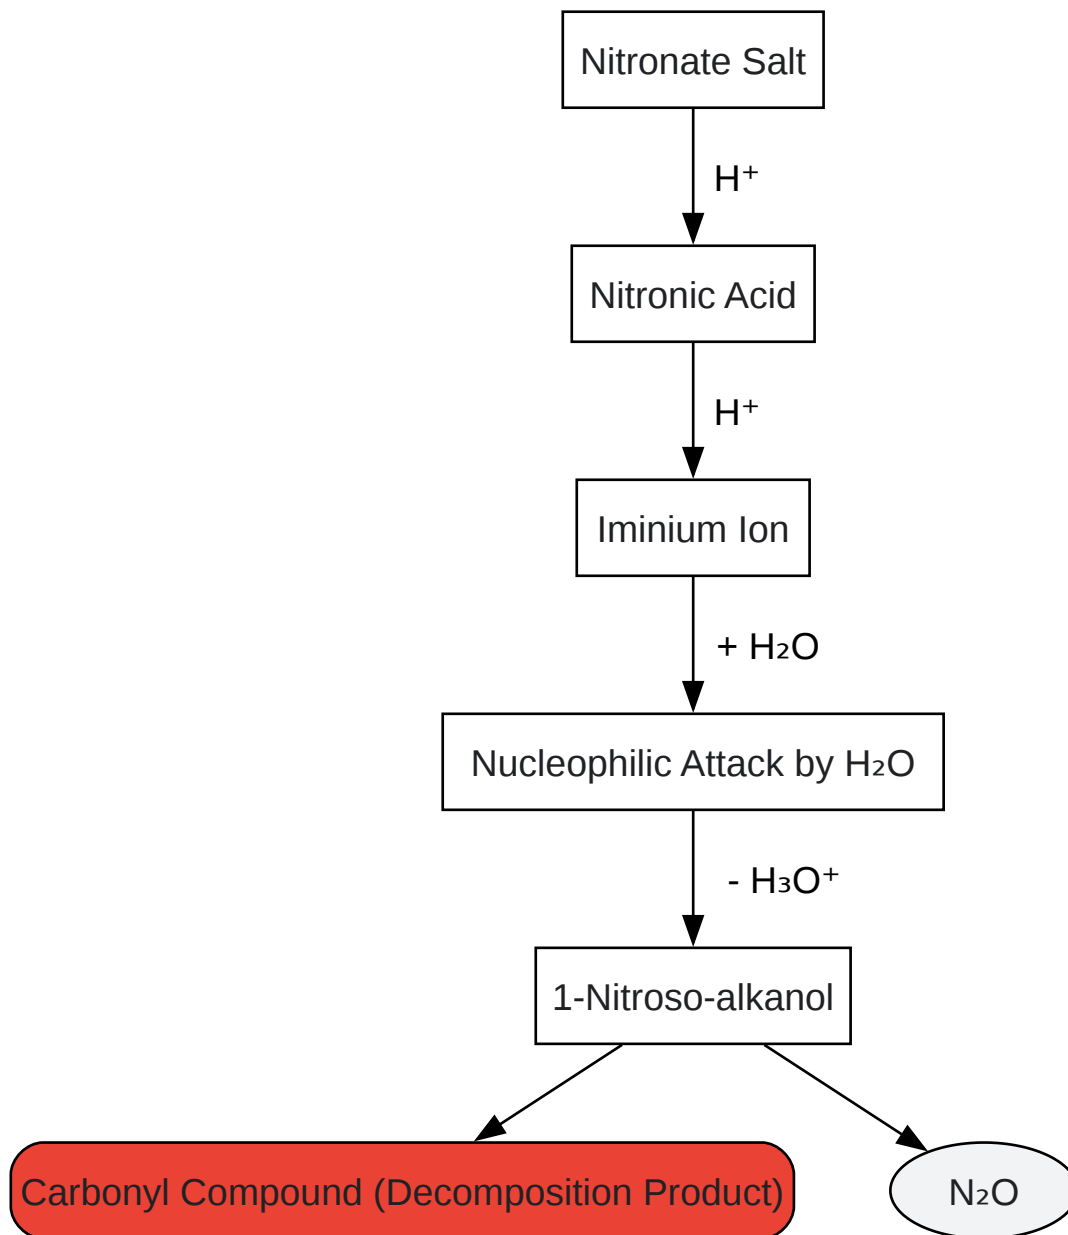 Nitronate Salt
H⁺
Nitronic Acid
H⁺
Iminium Ion
+ H₂O
Nucleophilic Attack by H₂O
- H₃O⁺
1-Nitroso-alkanol
Carbonyl Compound (Decomposition Product)
N₂O